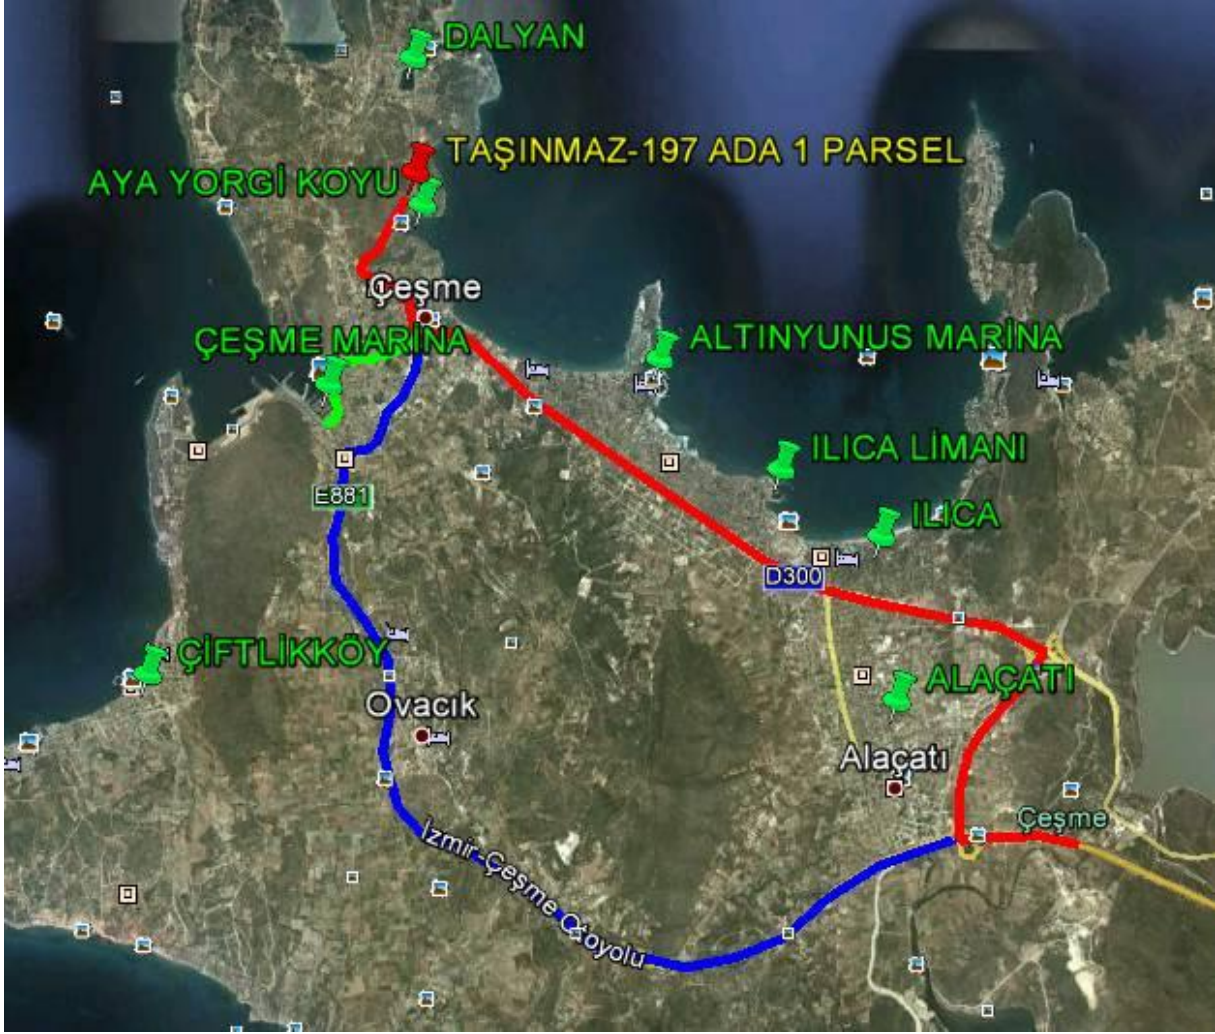 DALYAN
TAŞINMAZ-197 ADA 1 PARSEL
AYA YORGİ KOYU
Çeşme
ÇEŞME MARİNA
ALTINYUNUS MARİNA
ILICA LİMANI
E881
ILICA
D300
ÇİFTLİKKÖY
ALAÇATI
Ovacık
Alaçatı
Çeşme
İzmir-Çeşme Otoyolu